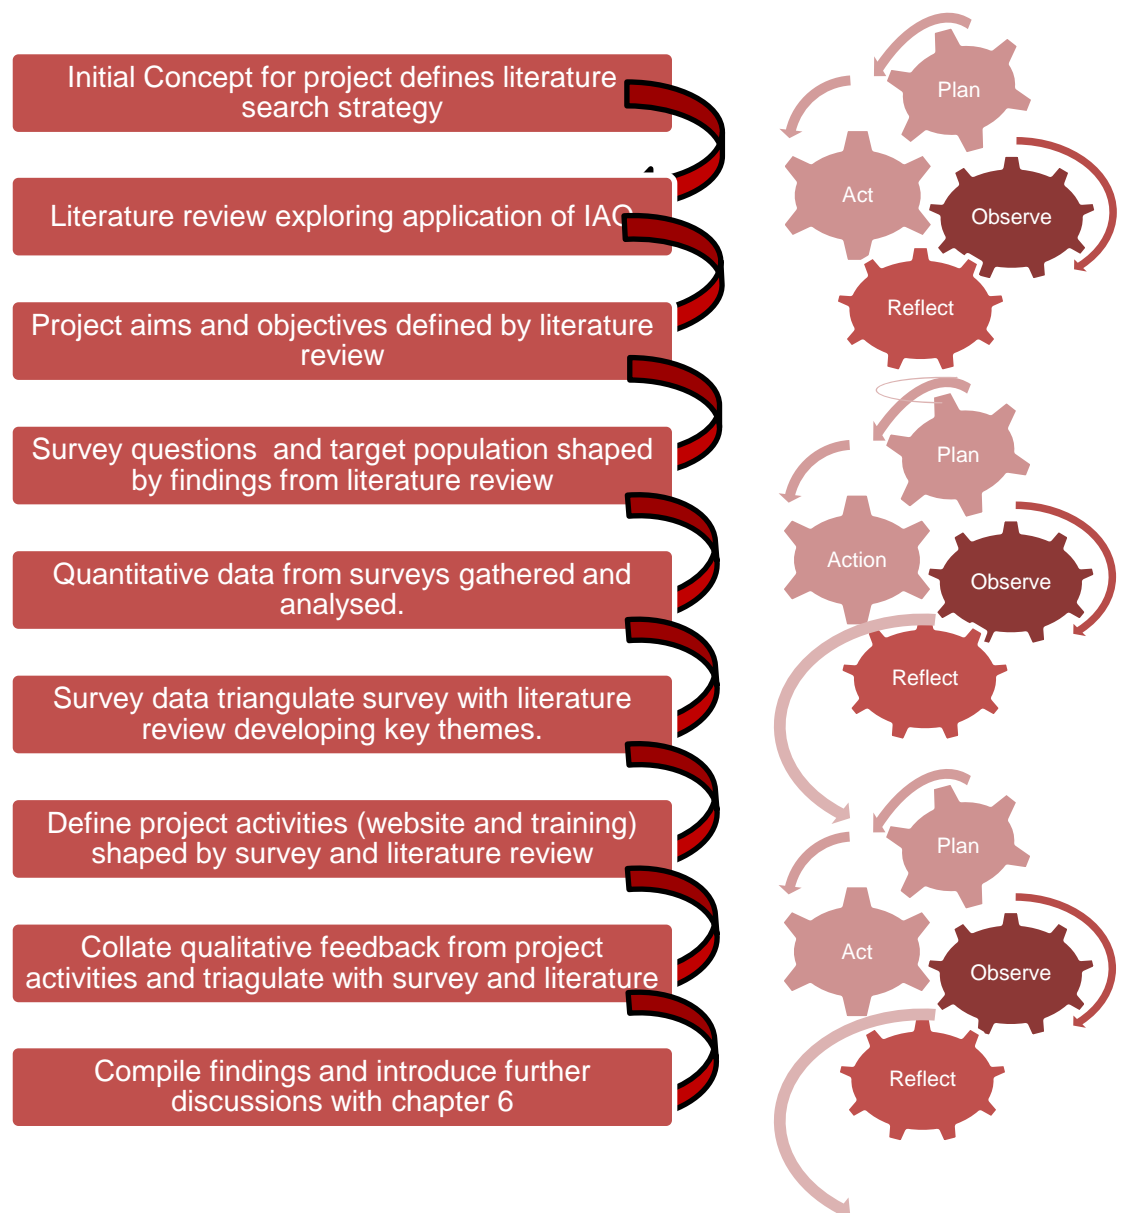 Initial Concept for project defines literature
search strategy
Literature review exploring application of IAO
Project aims and objectives defined by literature
review
Survey questions and target population shaped
by findings from literature review
Quantitative data from surveys gathered and
analysed.
Survey data triangulate survey with literature
review developing key themes.
Define project activities (website and training)
shaped by survey and literature review
Collate qualitative feedback from project
activities and triagulate with survey and literature
Compile findings and introduce further
discussions with chapter 6
Plan
Act
Observe
Reflect
Plan
Action
Observe
Reflect
Plan
Act
Observe
Reflect